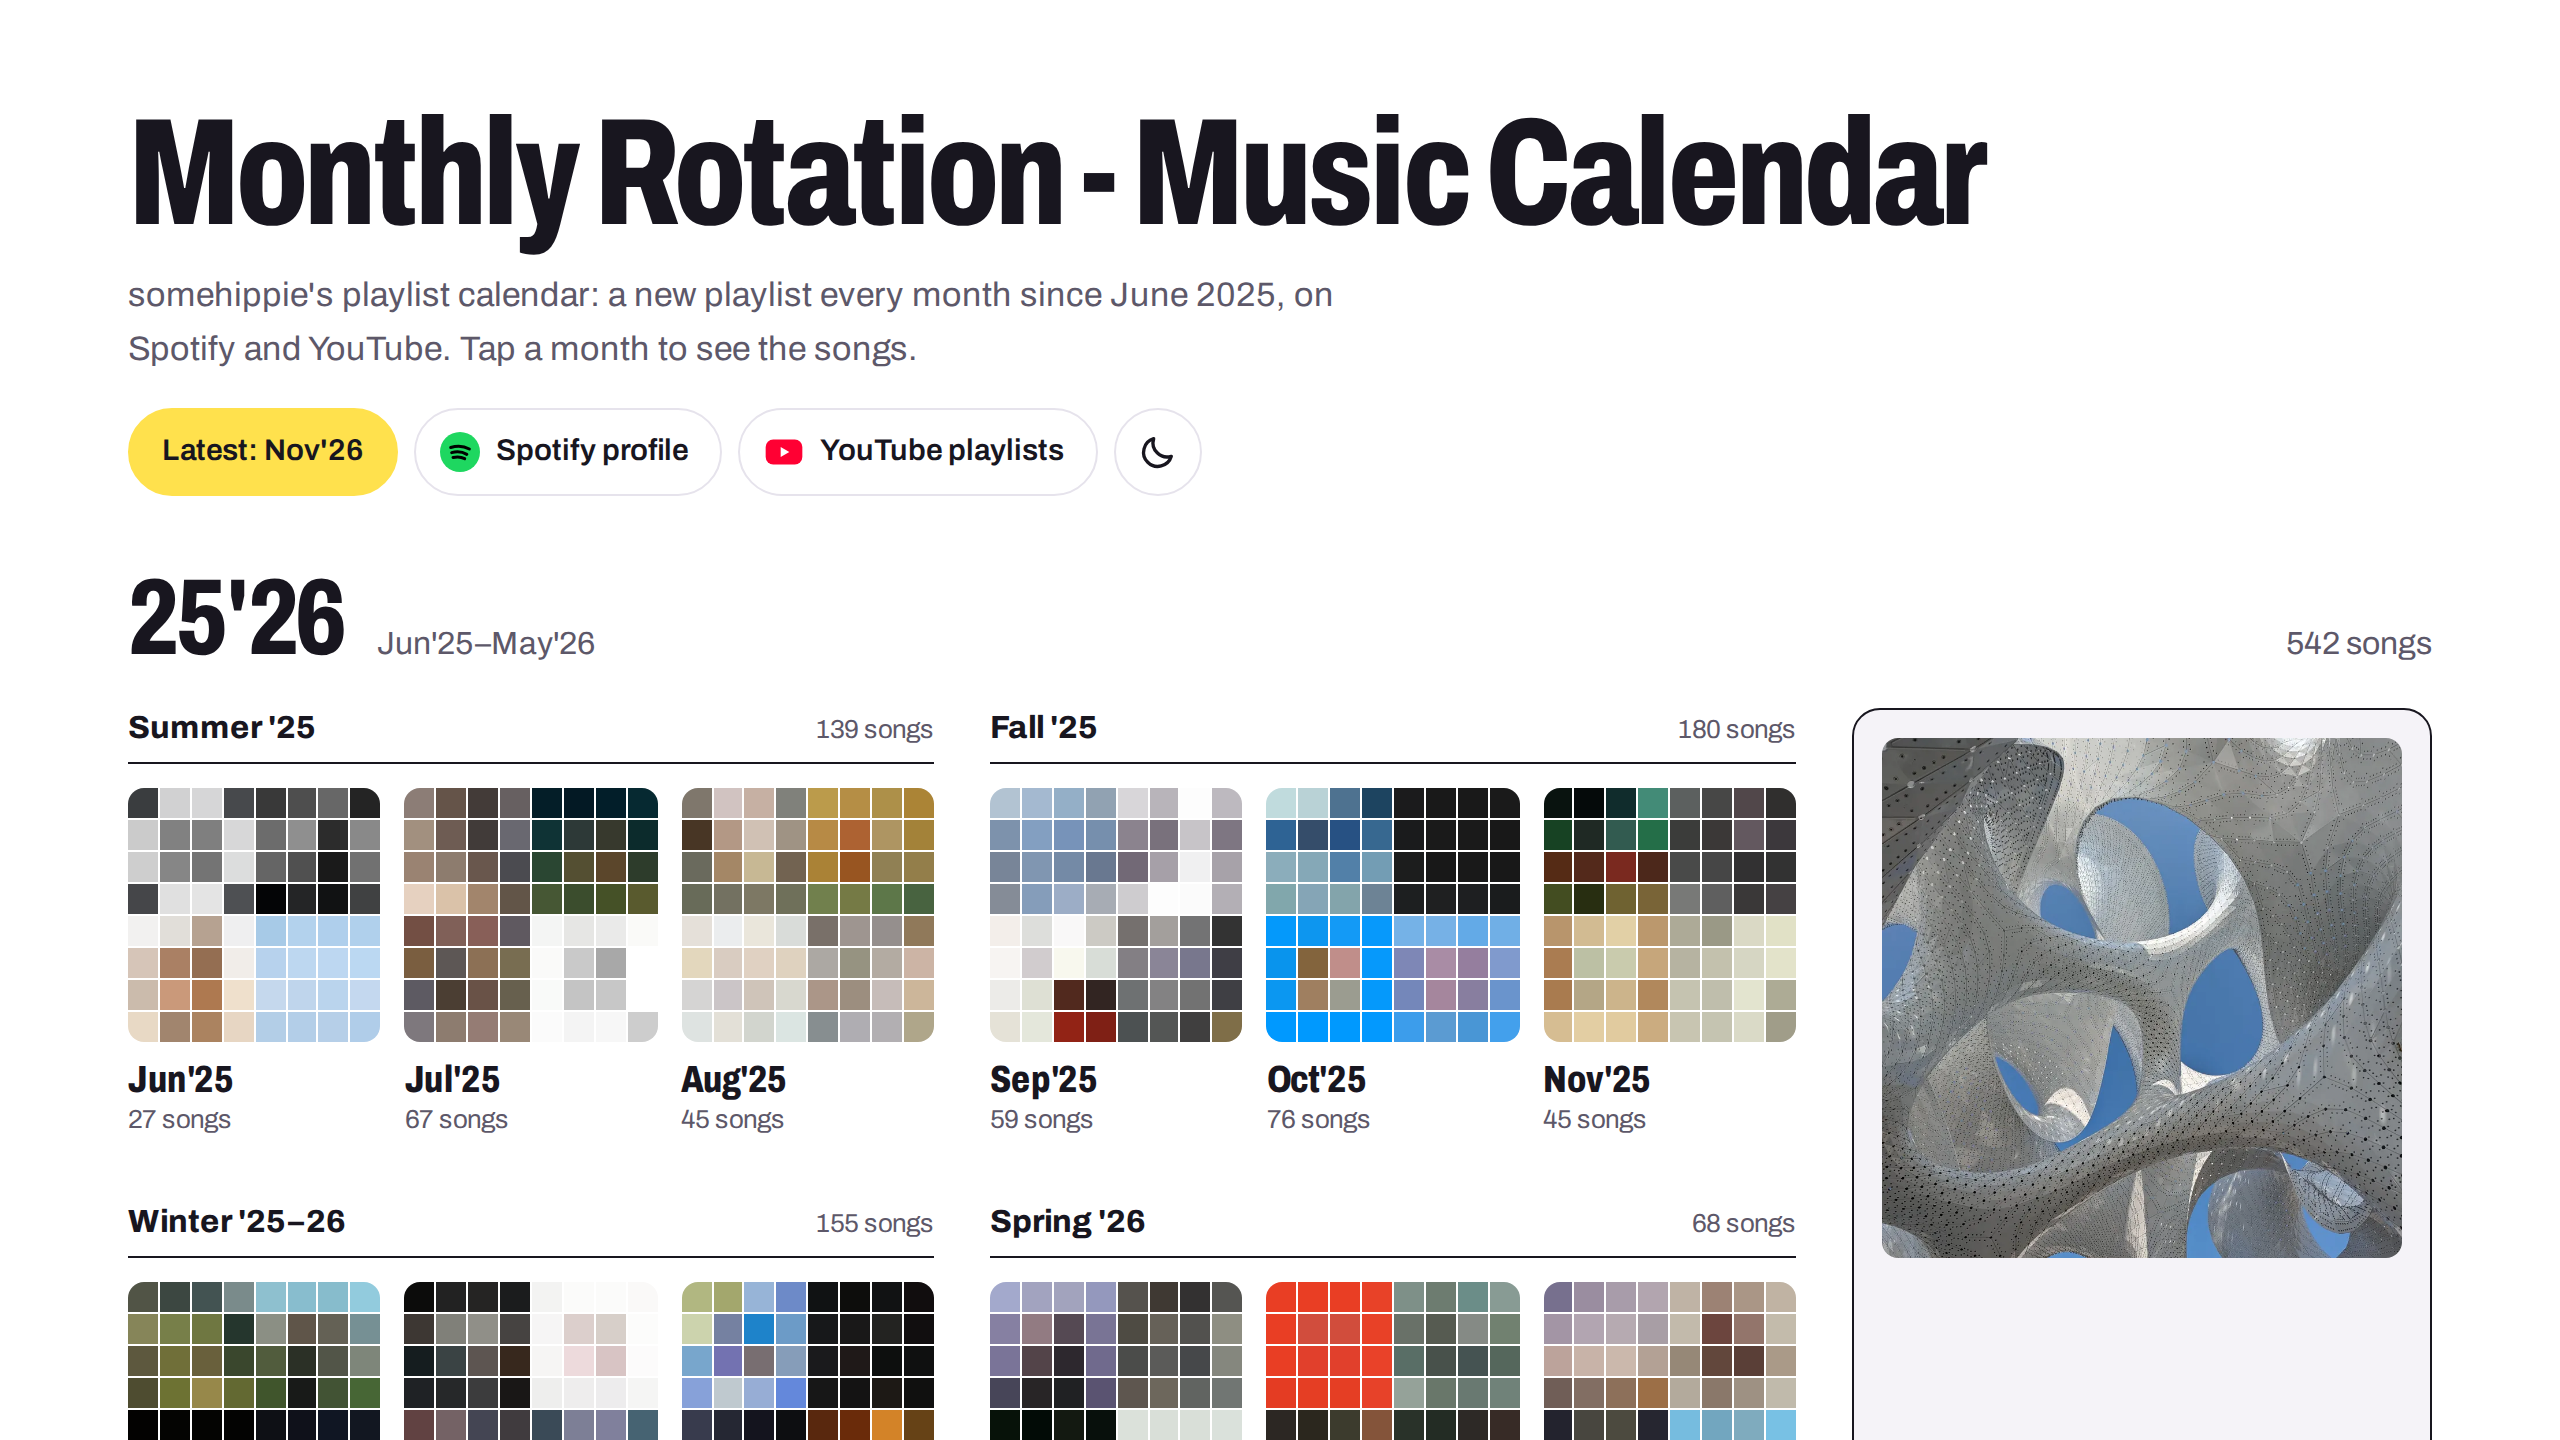 Monthly Rotation - Music Calendar
somehippie's playlist calendar: a new playlist every month since June 2025, on
Spotify and YouTube. Tap a month to see the songs.
Latest: Nov'26
Spotify profile
YouTube playlists
25'26
Jun'25–May'26
542 songs
Summer '25
139 songs
Jun'25
27 songs
Jul'25
67 songs
Aug'25
45 songs
Fall '25
180 songs
Sep'25
59 songs
Oct'25
76 songs
Nov'25
45 songs
Winter '25–26
155 songs
Spring '26
68 songs